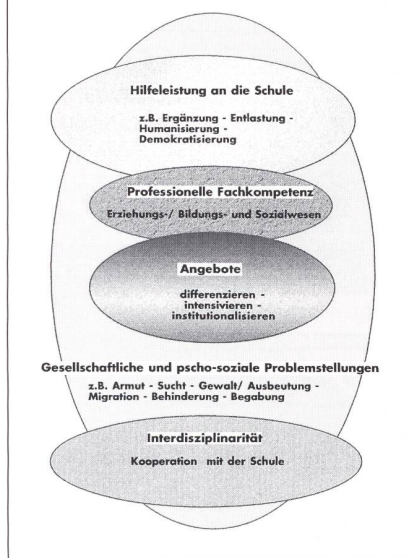 Hilfeleistung an die Schule
z.B. Ergänzung - Entlastung -
Humanisierung -
Demokratisierung
Professionelle Fachkompetenz
Erziehungs-/ Bildungs- und Sozialwesen
Angebote
differenzieren -
intensivieren -
institutionalisieren
Gesellschaftliche und pscho-soziale Problemstellungen
z.B. Armut - Sucht - Gewalt/ Ausbeutung -
Migration - Behinderung - Begabung
Interdisziplinarität
Kooperation mit der Schule